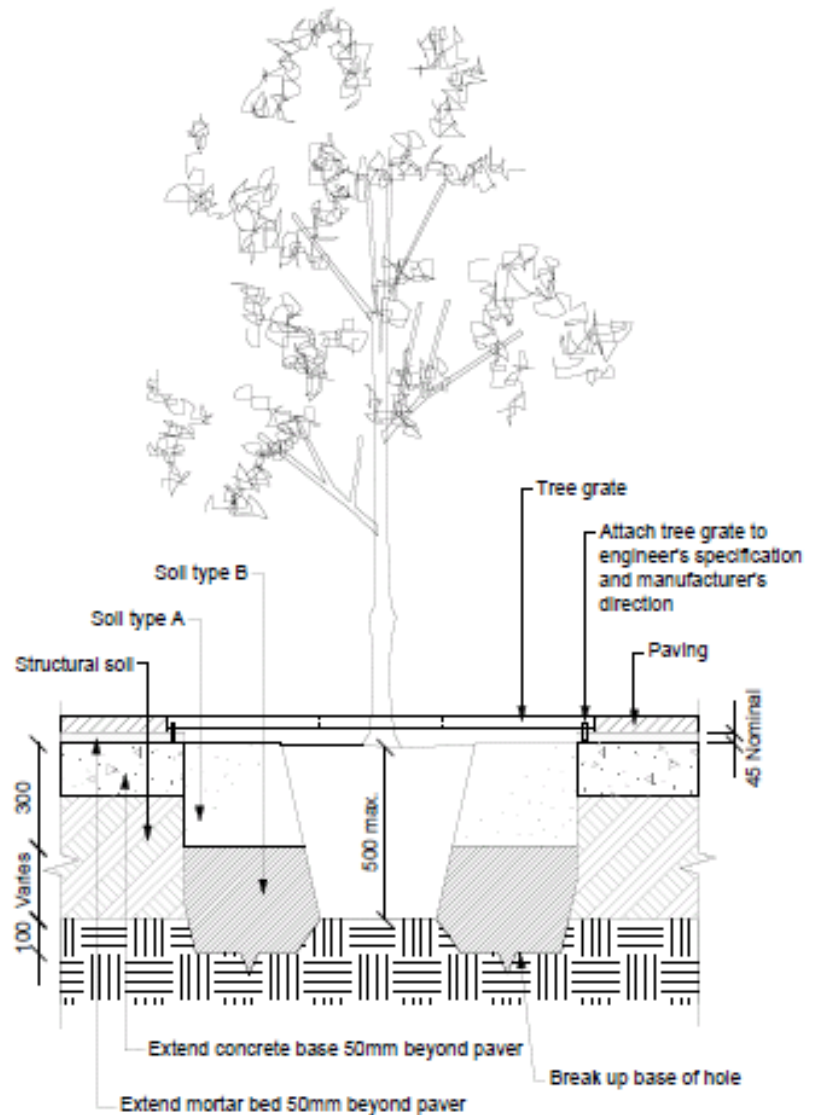 Tree grate
Attach tree grate to
engineer's specification
and manufacturer's
direction
Soil type B
Soil type A
Structural soil
Paving
45 Nominal
300
500 max.
Varies
100
Extend concrete base 50mm beyond paver
Break up base of hole
Extend mortar bed 50mm beyond paver